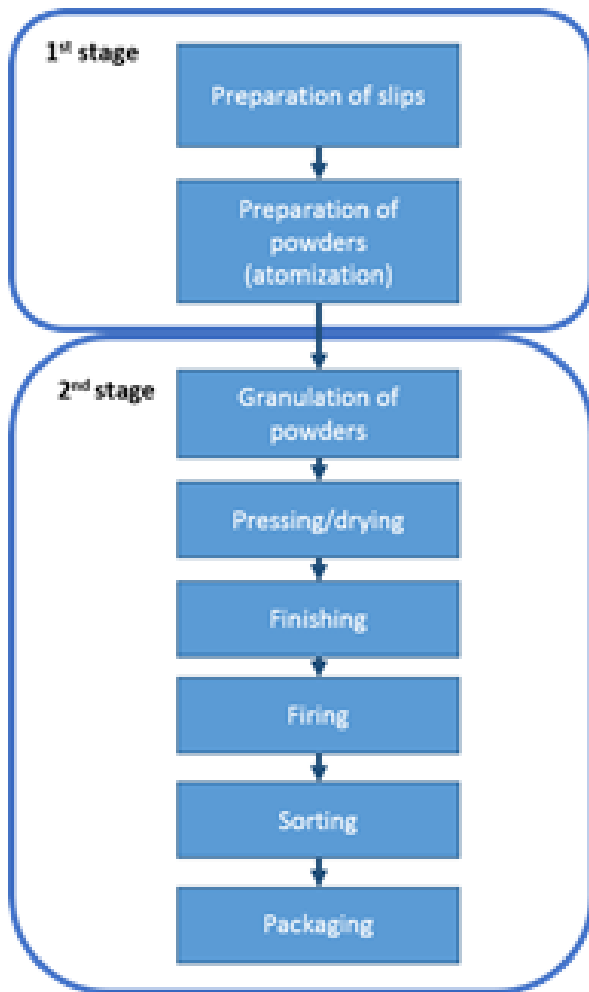 1st stage
Preparation of slips
Preparation of
powders
(atomization)
2nd stage
Granulation of
powders
Pressing/drying
Finishing
Firing
Sorting
Packaging